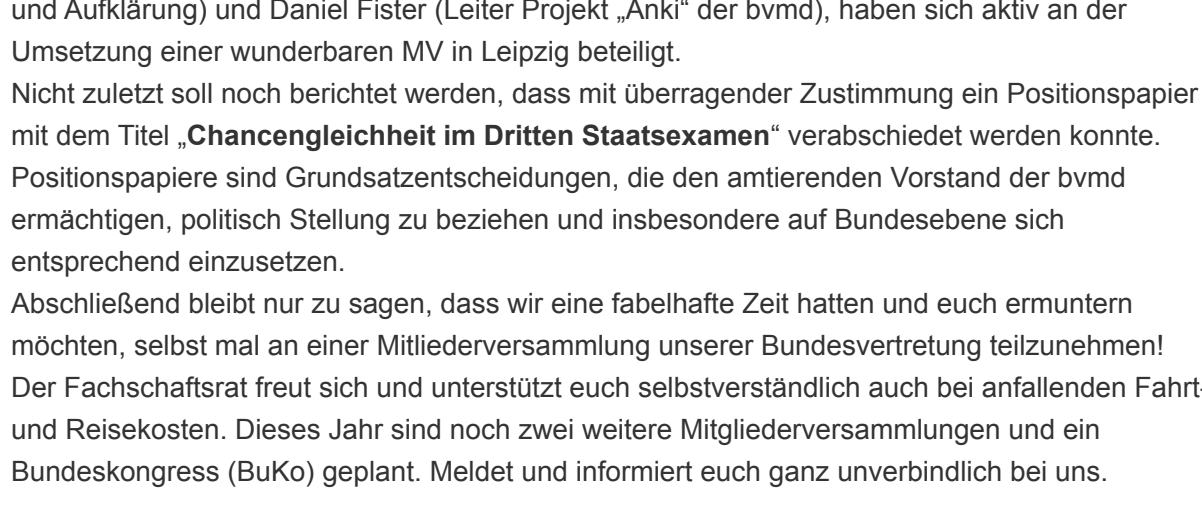 und Aufklärung) und Daniel Fister (Leiter Projekt „Anki“ der bvmd), haben sich aktiv an der
Umsetzung einer wunderbaren MV in Leipzig beteiligt.
Nicht zuletzt soll noch berichtet werden, dass mit überragender Zustimmung ein Positionspapier
mit dem Titel „Chancengleichheit im Dritten Staatsexamen“ verabschiedet werden konnte.
Positionspapiere sind Grundsatzentscheidungen, die den amtierenden Vorstand der bvmd
ermächtigen, politisch Stellung zu beziehen und insbesondere auf Bundesebene sich
entsprechend einzusetzen.
Abschließend bleibt nur zu sagen, dass wir eine fabelhafte Zeit hatten und euch ermuntern
möchten, selbst mal an einer Mitliederversammlung unserer Bundesvertretung teilzunehmen!
Der Fachschaftsrat freut sich und unterstützt euch selbstverständlich auch bei anfallenden Fahrt-
und Reisekosten. Dieses Jahr sind noch zwei weitere Mitgliederversammlungen und ein
Bundeskongress (BuKo) geplant. Meldet und informiert euch ganz unverbindlich bei uns.